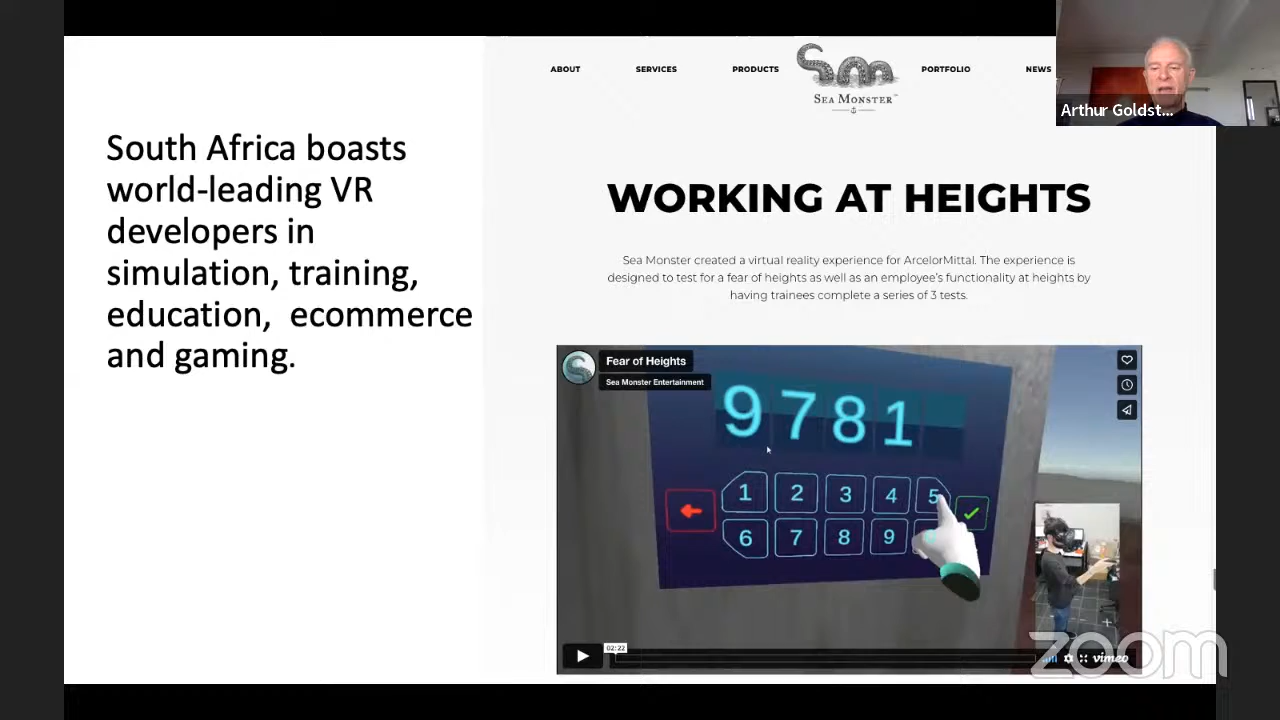 South Africa boasts
world-leading VR
developers in
simulation, training,
education, ecommerce
and gaming.
ABOUT SERVICES PRODUCTS PORTFOLIO NEWS
SEA MONSTER
Arthur Goldst...
WORKING AT HEIGHTS
Sea Monster created a virtual reality experience for ArcelorMittal. The experience is
designed to test for a fear of heights as well as an employee's functionality at heights by
having trainees complete a series of 3 tests.
Fear of Heights
Sea Monster Entertainment
9781
1 2 3 4 5
6 7 8 9
02:22
vimeo
zoom